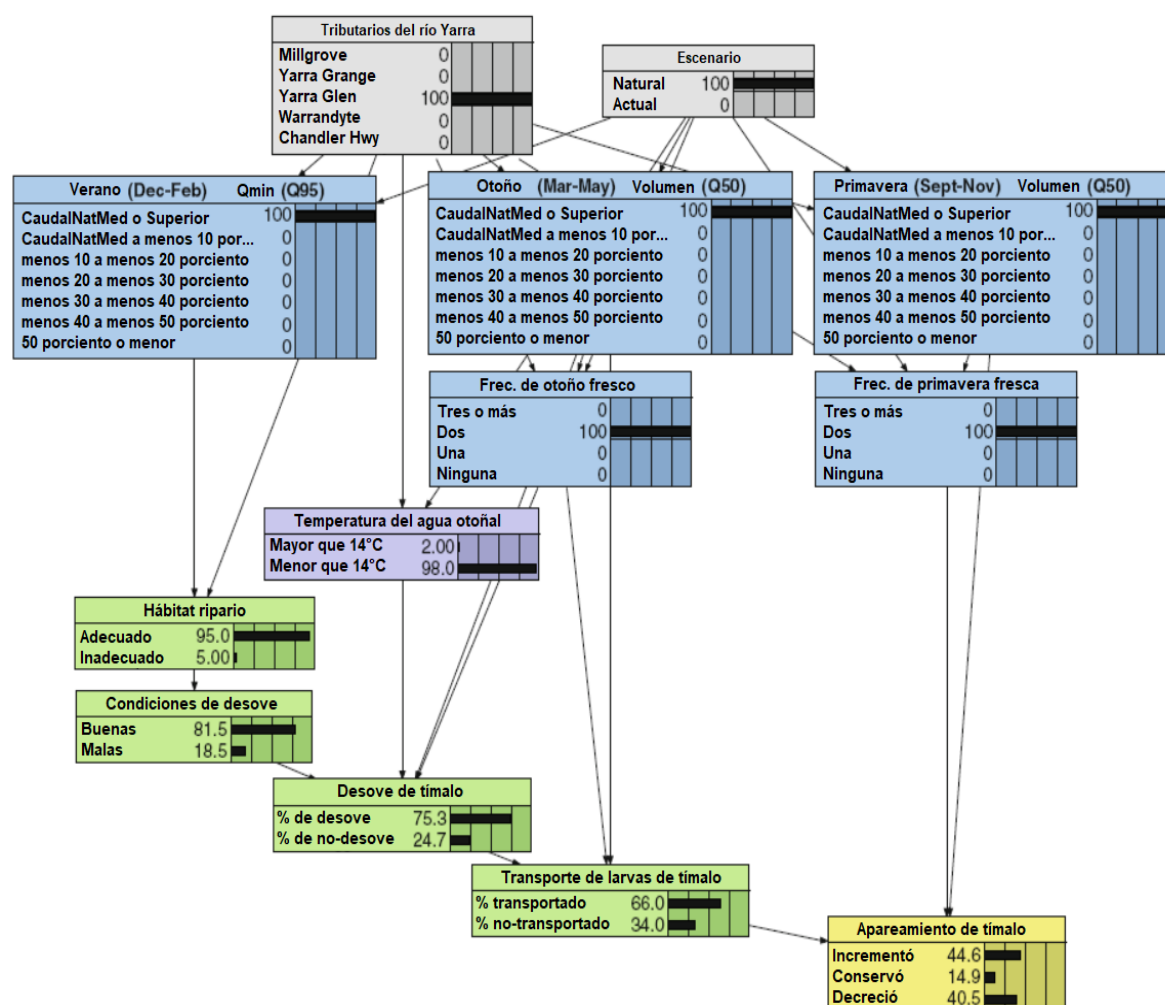 Tributarios del río Yarra
Millgrove 0
Yarra Grange 0
Yarra Glen 100
Warrandyte 0
Chandler Hwy 0
Escenario
Natural 100
Actual 0
Verano (Dec-Feb) Qmin (Q95)
CaudalNatMed o Superior 100
CaudalNatMed a menos 10 por... 0
menos 10 a menos 20 porciento 0
menos 20 a menos 30 porciento 0
menos 30 a menos 40 porciento 0
menos 40 a menos 50 porciento 0
50 porciento o menor 0
Otoño (Mar-May) Volumen (Q50)
CaudalNatMed o Superior 100
CaudalNatMed a menos 10 por... 0
menos 10 a menos 20 porciento 0
menos 20 a menos 30 porciento 0
menos 30 a menos 40 porciento 0
menos 40 a menos 50 porciento 0
50 porciento o menor 0
Primavera (Sept-Nov) Volumen (Q50)
CaudalNatMed o Superior 100
CaudalNatMed a menos 10 por... 0
menos 10 a menos 20 porciento 0
menos 20 a menos 30 porciento 0
menos 30 a menos 40 porciento 0
menos 40 a menos 50 porciento 0
50 porciento o menor 0
Frec. de otoño fresco
Tres o más 0
Dos 100
Una 0
Ninguna 0
Frec. de primavera fresca
Tres o más 0
Dos 100
Una 0
Ninguna 0
Temperatura del agua otoñal
Mayor que 14°C 2.00
Menor que 14°C 98.0
Hábitat ripario
Adecuado 95.0
Inadecuado 5.00
Condiciones de desove
Buenas 81.5
Malas 18.5
Desove de tímalo
% de desove 75.3
% de no-desove 24.7
Transporte de larvas de tímalo
% transportado 66.0
% no-transportado 34.0
Apareamiento de tímalo
Incrementó 44.6
Conservó 14.9
Decreció 40.5